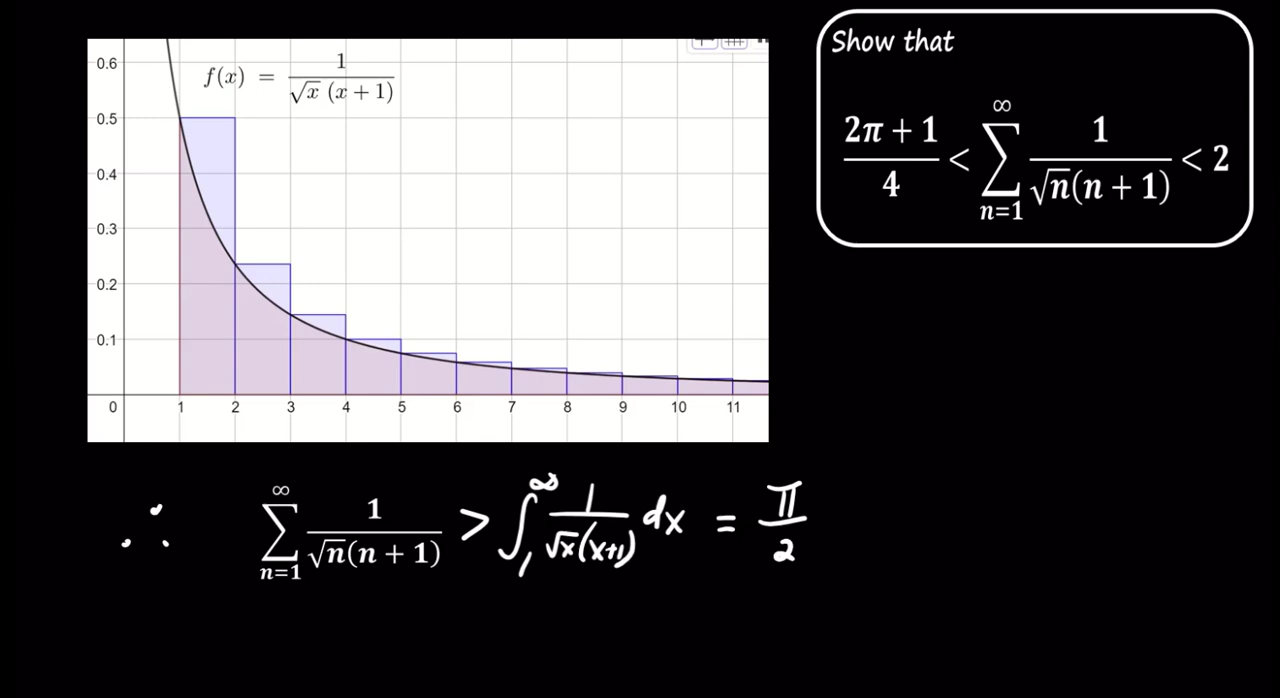 Show that
(2π + 1)/4 < ∑_{n=1}^{∞} 1/(√n(n + 1)) < 2
f(x) = 1/(√x (x + 1))
0.6
0.5
0.4
0.3
0.2
0.1
0 1 2 3 4 5 6 7 8 9 10 11
∴ ∑_{n=1}^{∞} 1/(√n(n + 1)) > ∫_1^∞ 1/(√x(x+1)) dx = π/2